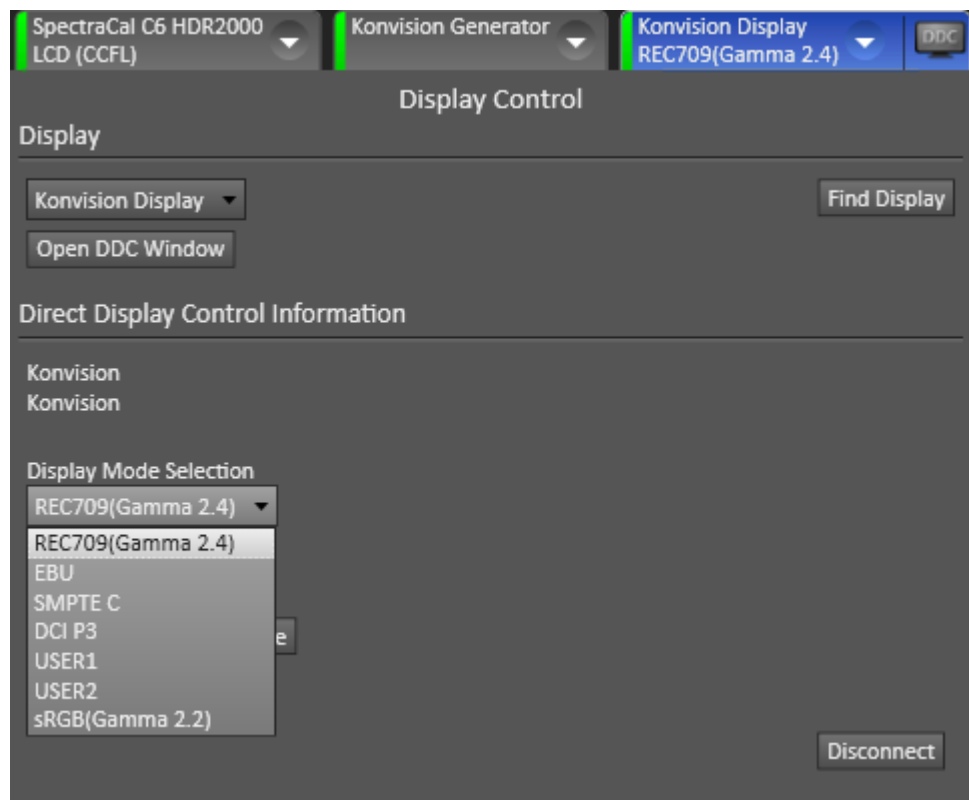 SpectraCal C6 HDR2000
LCD (CCFL)
Konvision Generator
Konvision Display
REC709(Gamma 2.4)
DDC
Display Control
Display
Konvision Display
Find Display
Open DDC Window
Direct Display Control Information
Konvision
Konvision
Display Mode Selection
REC709(Gamma 2.4)
REC709(Gamma 2.4)
EBU
SMPTE C
DCI P3
e
USER1
USER2
sRGB(Gamma 2.2)
Disconnect